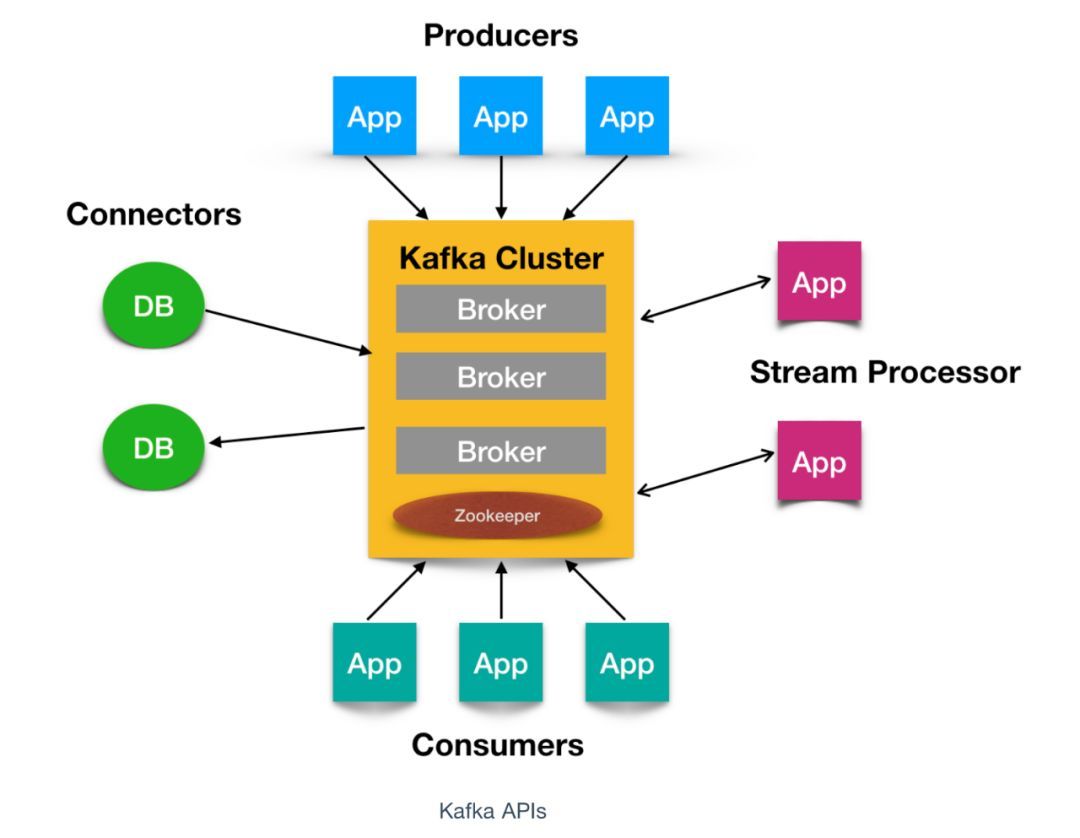 Producers
App
App
App
Connectors
Kafka Cluster
DB
Broker
App
Broker
Stream Processor
DB
Broker
App
Zookeeper
App
App
App
Consumers
Kafka APIs